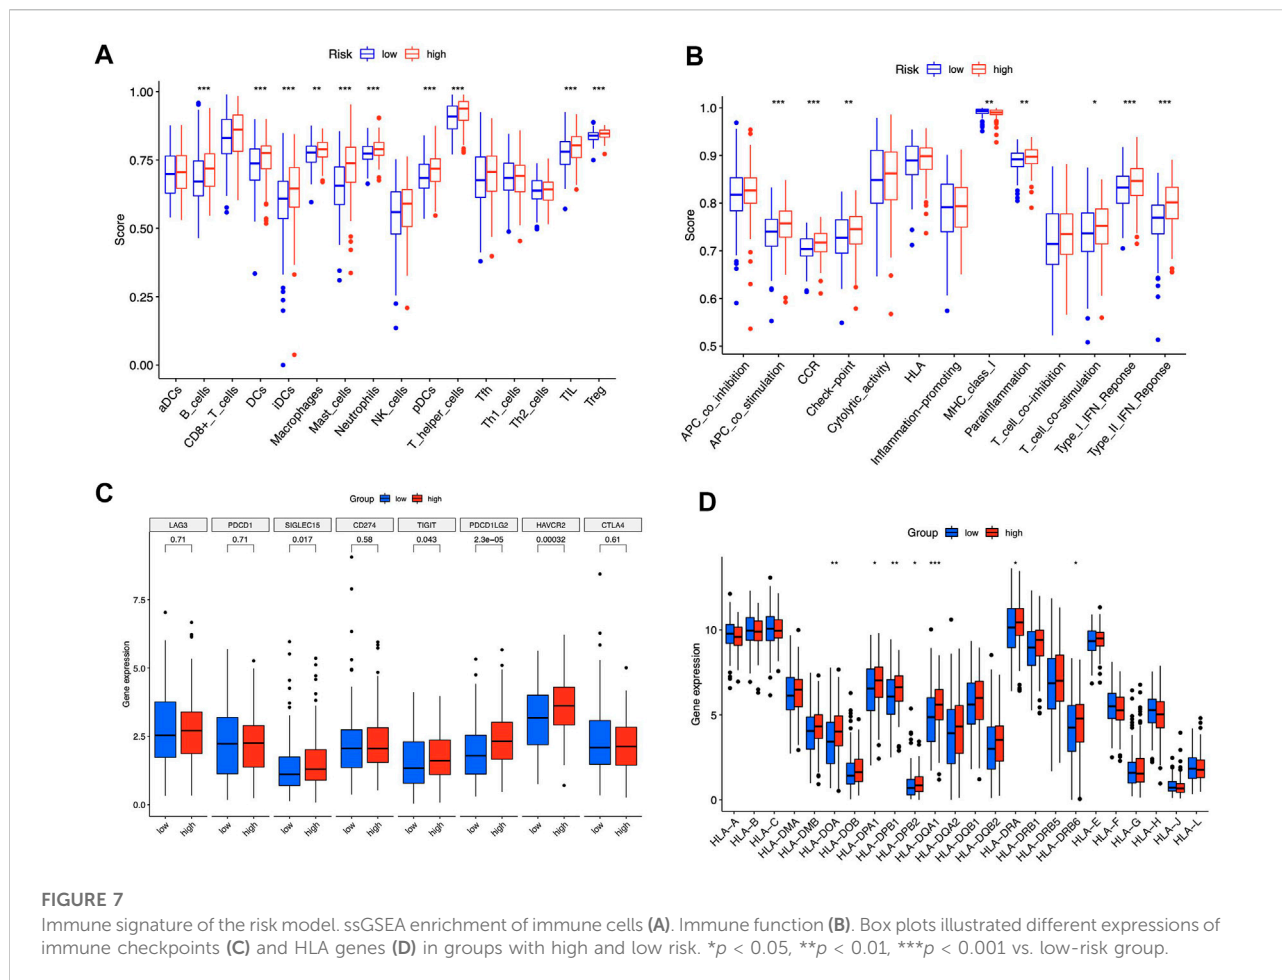 A
Risk low high
*** *** *** ** *** *** *** *** *** ***
1.00
0.75
0.50
0.25
0.00
Score
aDCs
B_cells
CD8+_T_cells
DCs
iDCs
Macrophages
Mast_cells
Neutrophils
NK_cells
pDCs
T_helper_cells
Tfh
Th1_cells
Th2_cells
TIL
Treg
B
Risk low high
*** *** ** ** ** * *** ***
1.0
0.9
0.8
0.7
0.6
0.5
Score
APC_co_inhibition
APC_co_stimulation
CCR
Check-point
Cytolytic_activity
HLA
Inflammation-promoting
MHC_class_I
Parainflammation
T_cell_co-inhibition
T_cell_co-stimulation
Type_I_IFN_Reponse
Type_II_IFN_Reponse
C
Group low high
LAG3 PDCD1 SIGLEC15 CD274 TIGIT PDCD1LG2 HAVCR2 CTLA4
0.71 0.71 0.017 0.58 0.043 2.3e-05 0.00032 0.61
7.5
5.0
2.5
0.0
Gene expression
low high low high low high low high low high low high low high low high
D
Group low high
** * ** * *** * *
10
5
0
Gene expression
HLA-A
HLA-B
HLA-C
HLA-DMA
HLA-DMB
HLA-DOA
HLA-DOB
HLA-DPA1
HLA-DPB1
HLA-DPB2
HLA-DQA1
HLA-DQA2
HLA-DQB1
HLA-DQB2
HLA-DRA
HLA-DRB1
HLA-DRB5
HLA-DRB6
HLA-E
HLA-F
HLA-G
HLA-H
HLA-J
HLA-L
FIGURE 7
Immune signature of the risk model. ssGSEA enrichment of immune cells (A). Immune function (B). Box plots illustrated different expressions of
immune checkpoints (C) and HLA genes (D) in groups with high and low risk. *p < 0.05, **p < 0.01, ***p < 0.001 vs. low-risk group.